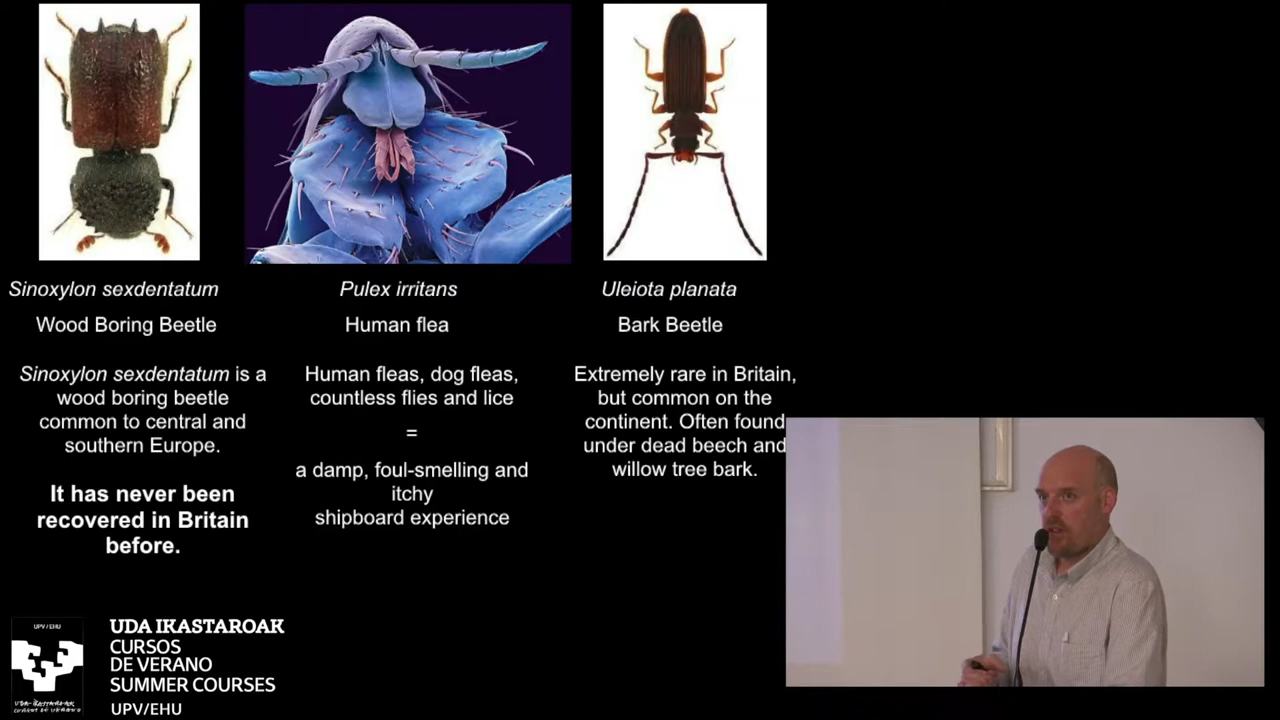 Sinoxylon sexdentatum
Wood Boring Beetle
Sinoxylon sexdentatum is a
wood boring beetle
common to central and
southern Europe.
It has never been
recovered in Britain
before.
Pulex irritans
Human flea
Human fleas, dog fleas,
countless flies and lice
=
a damp, foul-smelling and
itchy
shipboard experience
Uleiota planata
Bark Beetle
Extremely rare in Britain,
but common on the
continent. Often found
under dead beech and
willow tree bark.
UPV/EHU
UDA IKASTAROAK
CURSOS
DE VERANO
SUMMER COURSES
UPV/EHU